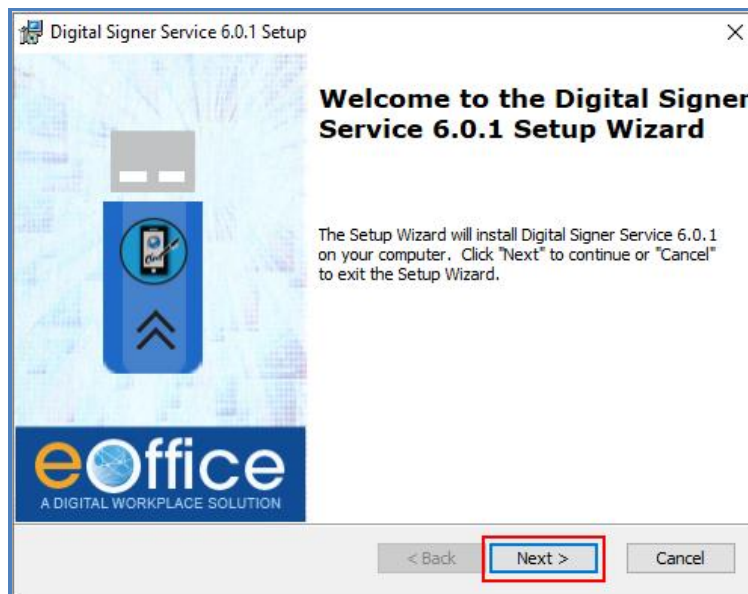 Digital Signer Service 6.0.1 Setup
Welcome to the Digital Signer
Service 6.0.1 Setup Wizard
The Setup Wizard will install Digital Signer Service 6.0.1
on your computer. Click "Next" to continue or "Cancel"
to exit the Setup Wizard.
eOffice
A DIGITAL WORKPLACE SOLUTION
< Back
Next >
Cancel